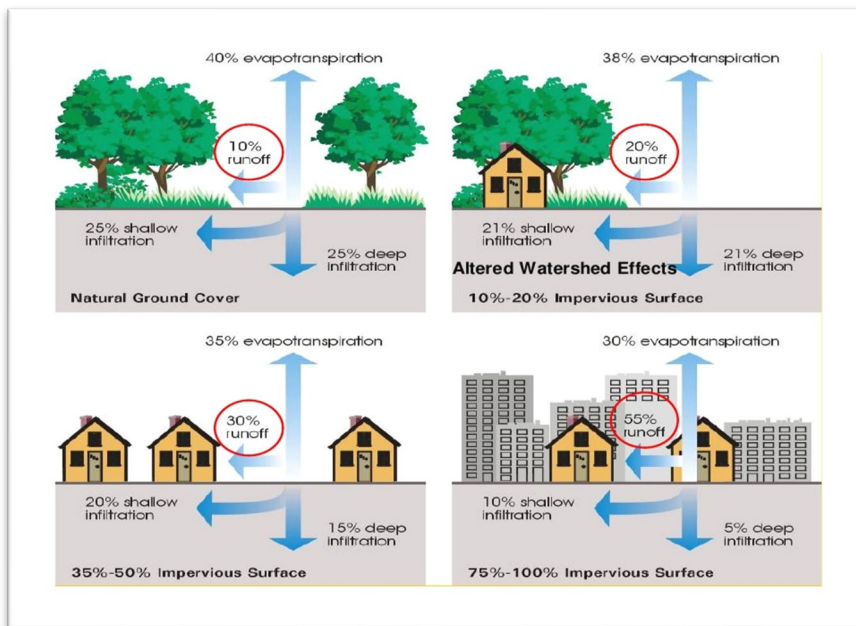 40% evapotranspiration
10%
runoff
25% shallow
infiltration
25% deep
infiltration
Natural Ground Cover
38% evapotranspiration
20%
runoff
21% shallow
infiltration
21% deep
infiltration
Altered Watershed Effects
10%-20% Impervious Surface
35% evapotranspiration
30%
runoff
20% shallow
infiltration
15% deep
infiltration
35%-50% Impervious Surface
30% evapotranspiration
55%
runoff
10% shallow
infiltration
5% deep
infiltration
75%-100% Impervious Surface